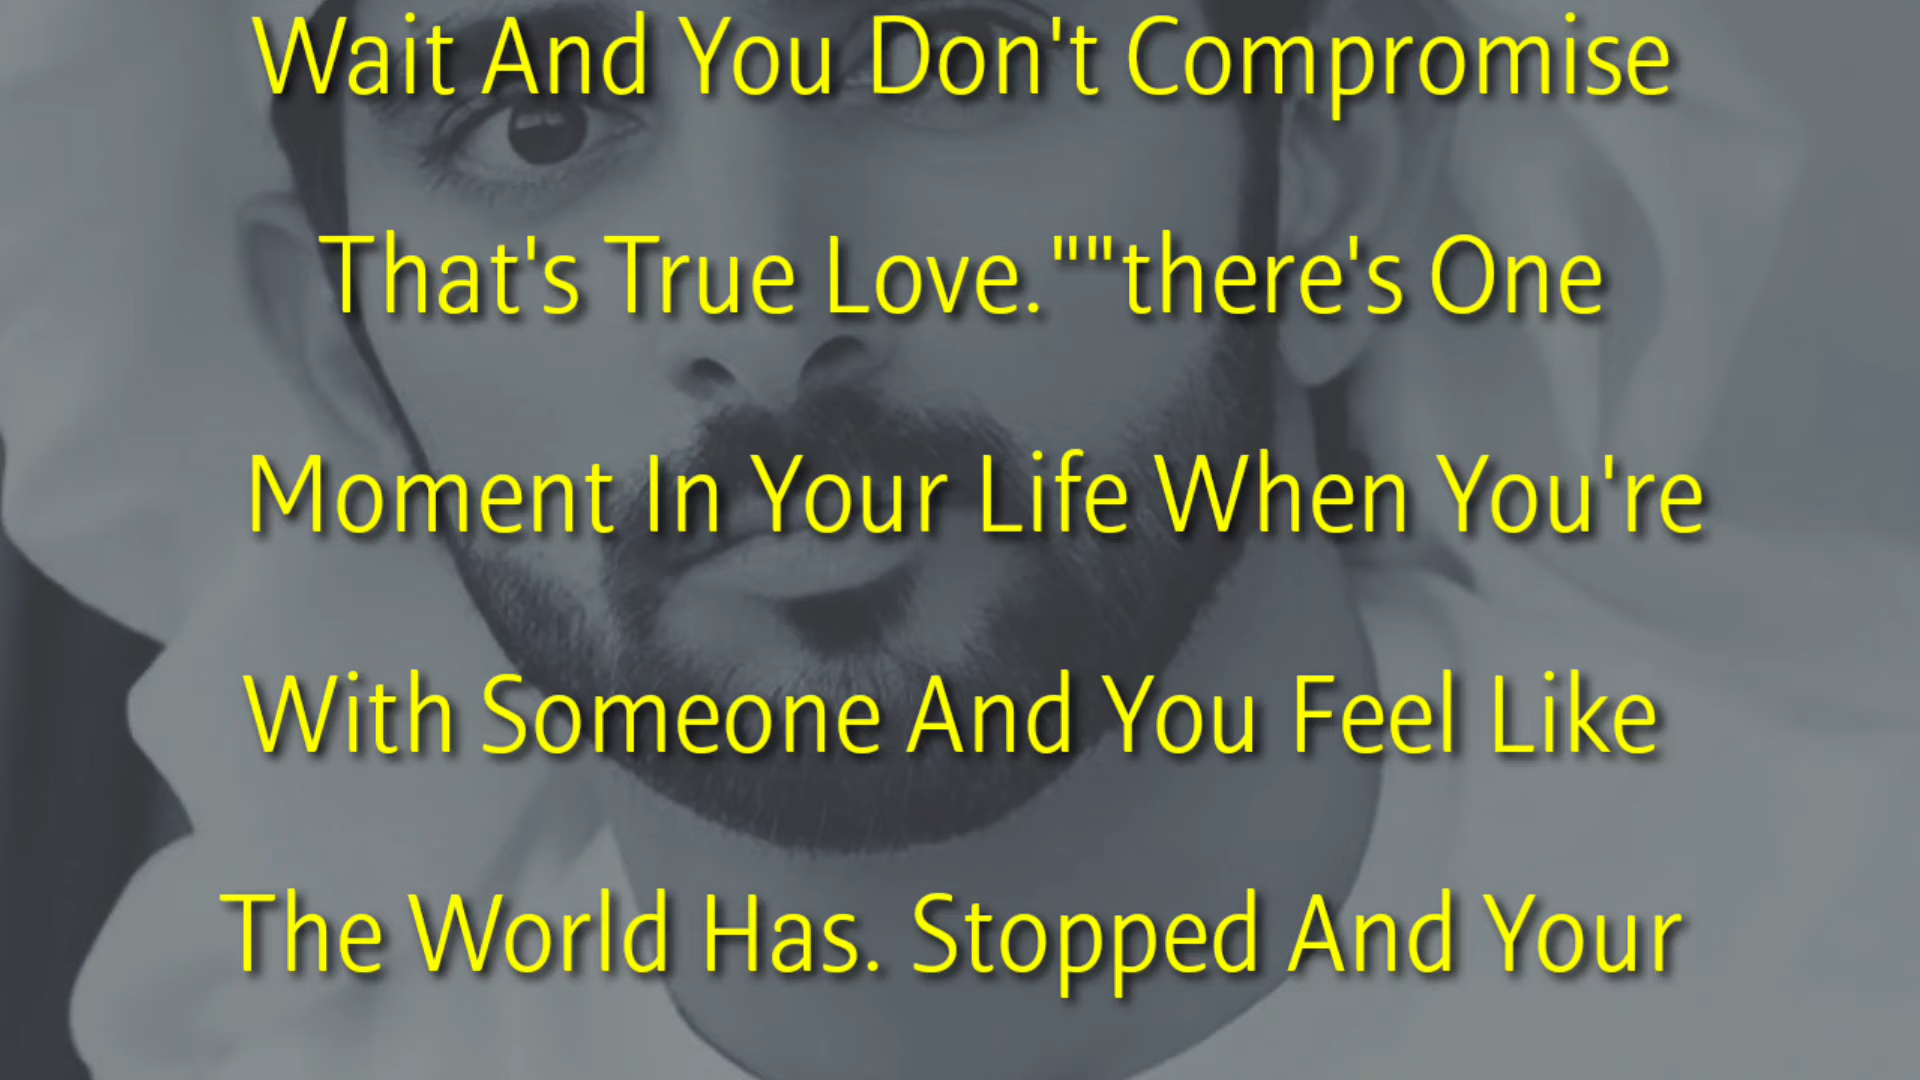 Wait And You Don't Compromise
That's True Love.""there's One
Moment In Your Life When You're
With Someone And You Feel Like
The World Has. Stopped And Your